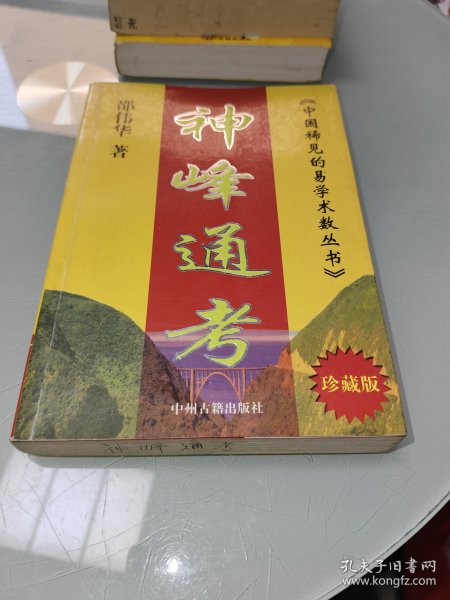 邵伟华 著
神峰通考
《中国稀见的易学术数丛书》
珍藏版
中州古籍出版社
神峰通考
孔夫子旧书网
www.kongfz.com